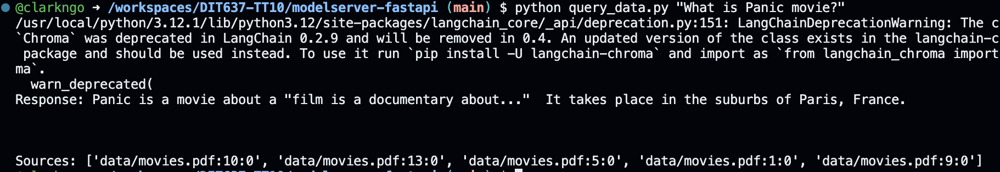 @clarkngo → /workspaces/DIT637-TT10/modelserver-fastapi (main) $ python query_data.py "What is Panic movie?"
/usr/local/python/3.12.1/lib/python3.12/site-packages/langchain_core/_api/deprecation.py:151: LangChainDeprecationWarning: The c
`Chroma` was deprecated in LangChain 0.2.9 and will be removed in 0.4. An updated version of the class exists in the langchain-c
package and should be used instead. To use it run `pip install -U langchain-chroma` and import as `from langchain_chroma import
ma`.
warn_deprecated(
Response: Panic is a movie about a "film is a documentary about..."  It takes place in the suburbs of Paris, France.
Sources: ['data/movies.pdf:10:0', 'data/movies.pdf:13:0', 'data/movies.pdf:5:0', 'data/movies.pdf:1:0', 'data/movies.pdf:9:0']